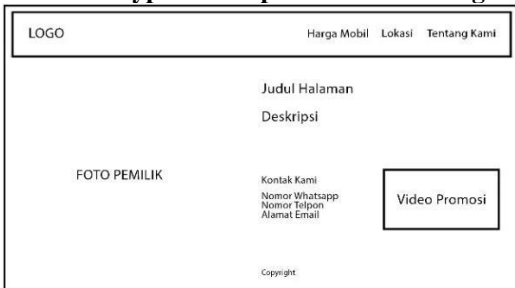 LOGO
Harga Mobil Lokasi Tentang Kami
Judul Halaman
Deskripsi
FOTO PEMILIK
Kontak Kami
Nomor Whatsapp
Nomor Telpon
Alamat Email
Video Promosi
Copyright